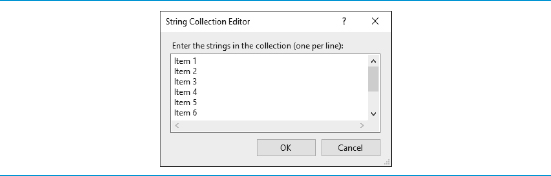 String Collection Editor
Enter the strings in the collection (one per line):
Item 1
Item 2
Item 3
Item 4
Item 5
Item 6
OK
Cancel